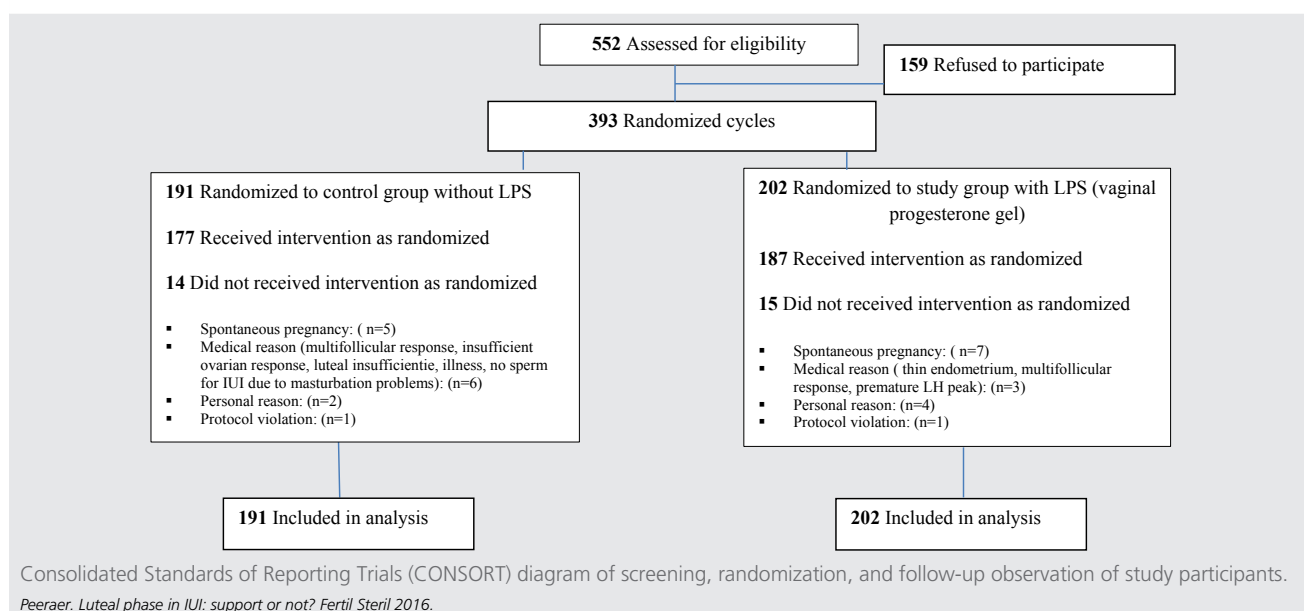 552 Assessed for eligibility
159 Refused to participate
393 Randomized cycles
191 Randomized to control group without LPS
177 Received intervention as randomized
14 Did not received intervention as randomized
▪ Spontaneous pregnancy: ( n=5)
▪ Medical reason (multifollicular response, insufficient
ovarian response, luteal insufficientie, illness, no sperm
for IUI due to masturbation problems): (n=6)
▪ Personal reason: (n=2)
▪ Protocol violation: (n=1)
202 Randomized to study group with LPS (vaginal
progesterone gel)
187 Received intervention as randomized
15 Did not received intervention as randomized
▪ Spontaneous pregnancy: (n=7)
▪ Medical reason ( thin endometrium, multifollicular
response, premature LH peak): (n=3)
▪ Personal reason: (n=4)
▪ Protocol violation: (n=1)
191 Included in analysis
202 Included in analysis
Consolidated Standards of Reporting Trials (CONSORT) diagram of screening, randomization, and follow-up observation of study participants.
Peeraer. Luteal phase in IUI: support or not? Fertil Steril 2016.